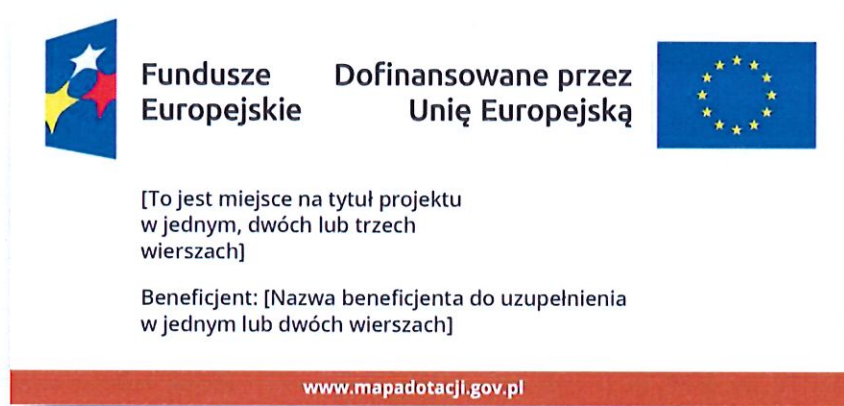 Fundusze
Europejskie
Dofinansowane przez
Unię Europejską
[To jest miejsce na tytuł projektu
w jednym, dwóch lub trzech
wierszach]
Beneficjent: [Nazwa beneficjenta do uzupełnienia
w jednym lub dwóch wierszach]
www.mapadotacji.gov.pl